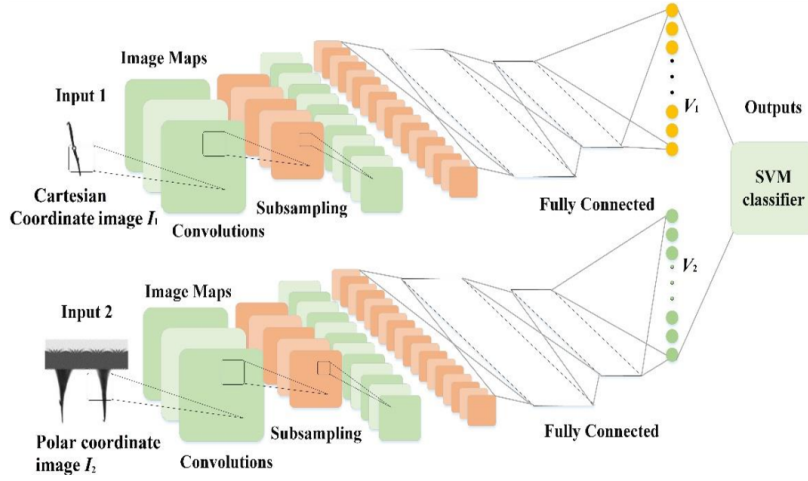 Image Maps
Input 1
Cartesian
Coordinate image I₁
Convolutions
Subsampling
Fully Connected
V₁
Outputs
SVM
classifier
Image Maps
Input 2
Polar coordinate
image I₂
Convolutions
Subsampling
Fully Connected
V₂